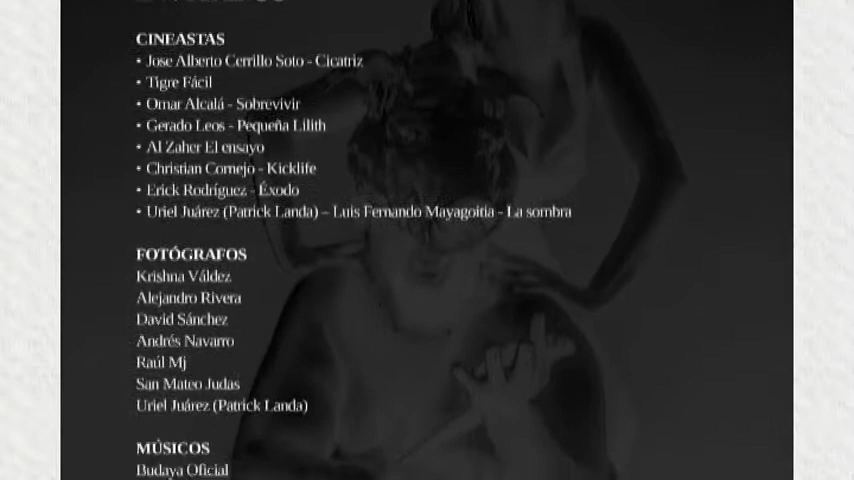 CINEASTAS
• Jose Alberto Cerrillo Soto - Cicatriz
• Tigre Fácil
• Omar Alcalá - Sobrevivir
• Gerado Leos - Pequeña Lilith
• Al Zaher El ensayo
• Christian Cornejo - Kicklife
• Erick Rodríguez - Éxodo
• Uriel Juárez (Patrick Landa) – Luis Fernando Mayagoitia - La sombra
FOTÓGRAFOS
Krishna Váldez
Alejandro Rivera
David Sánchez
Andrés Navarro
Raúl Mj
San Mateo Judas
Uriel Juárez (Patrick Landa)
MÚSICOS
Budaya Oficial